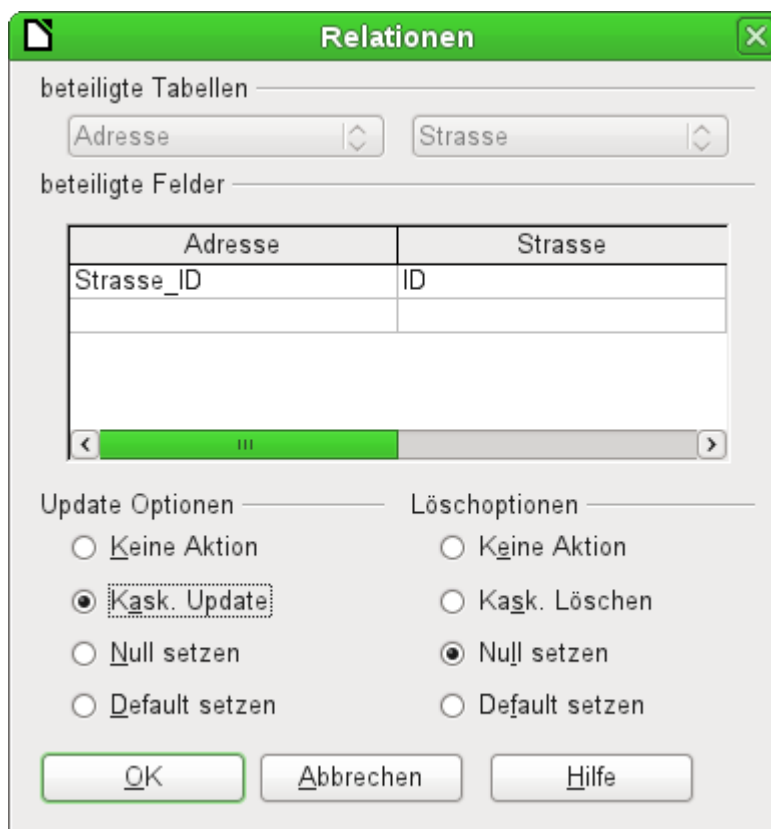 Relationen
beteiligte Tabellen
Adresse Strasse
beteiligte Felder
Adresse Strasse
Strasse_ID ID
Update Optionen Löschoptionen
Keine Aktion Keine Aktion
Kask. Update Kask. Löschen
Null setzen Null setzen
Default setzen Default setzen
OK Abbrechen Hilfe